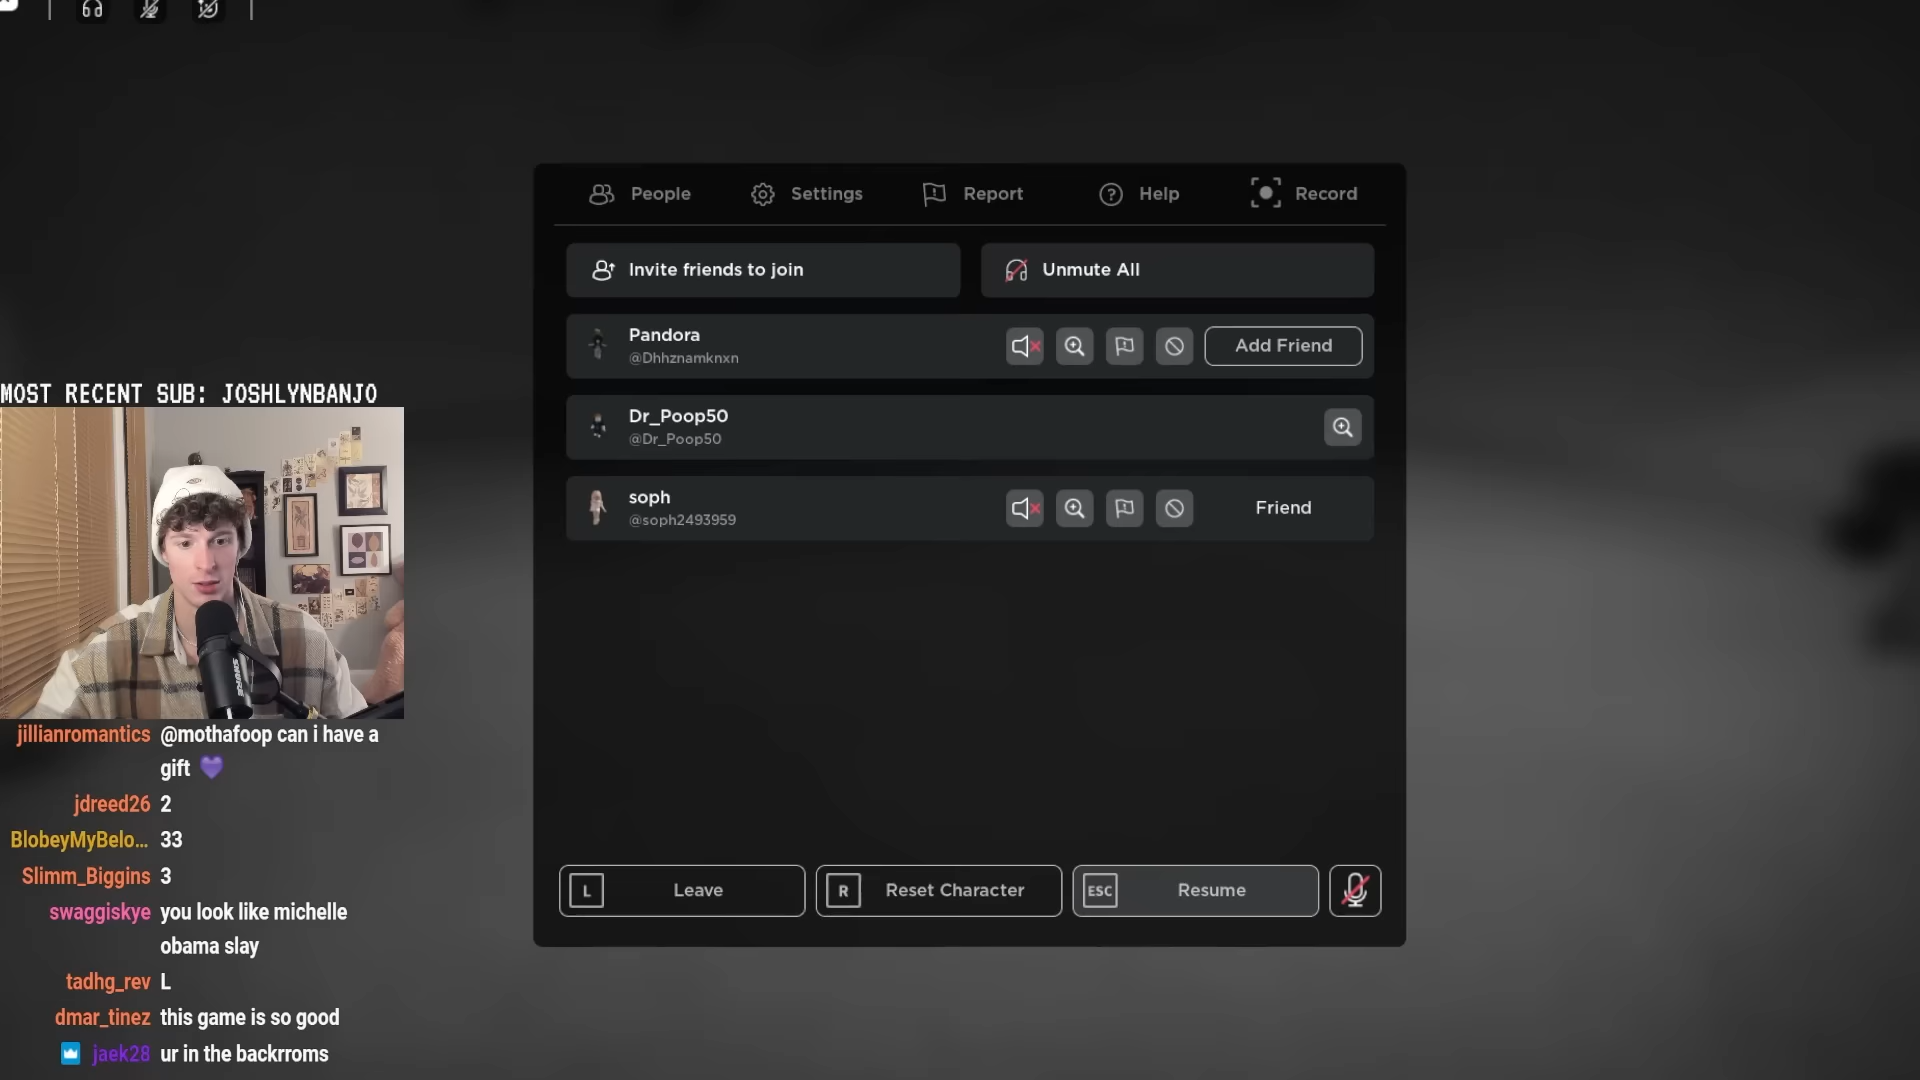 People
Settings
Report
Help
Record
Invite friends to join
Unmute All
Pandora
@Dhhznamknxn
Add Friend
Dr_Poop50
@Dr_Poop50
soph
@soph2493959
Friend
L Leave
R Reset Character
ESC Resume
MOST RECENT SUB: JOSHLYNBANJO
SHURE
jillianromantics @mothafoop can i have a
gift 💜
jdreed26 2
BlobeyMyBelo... 33
Slimm_Biggins 3
swaggiskye you look like michelle
obama slay
tadhg_rev L
dmar_tinez this game is so good
jaek28 ur in the backrroms